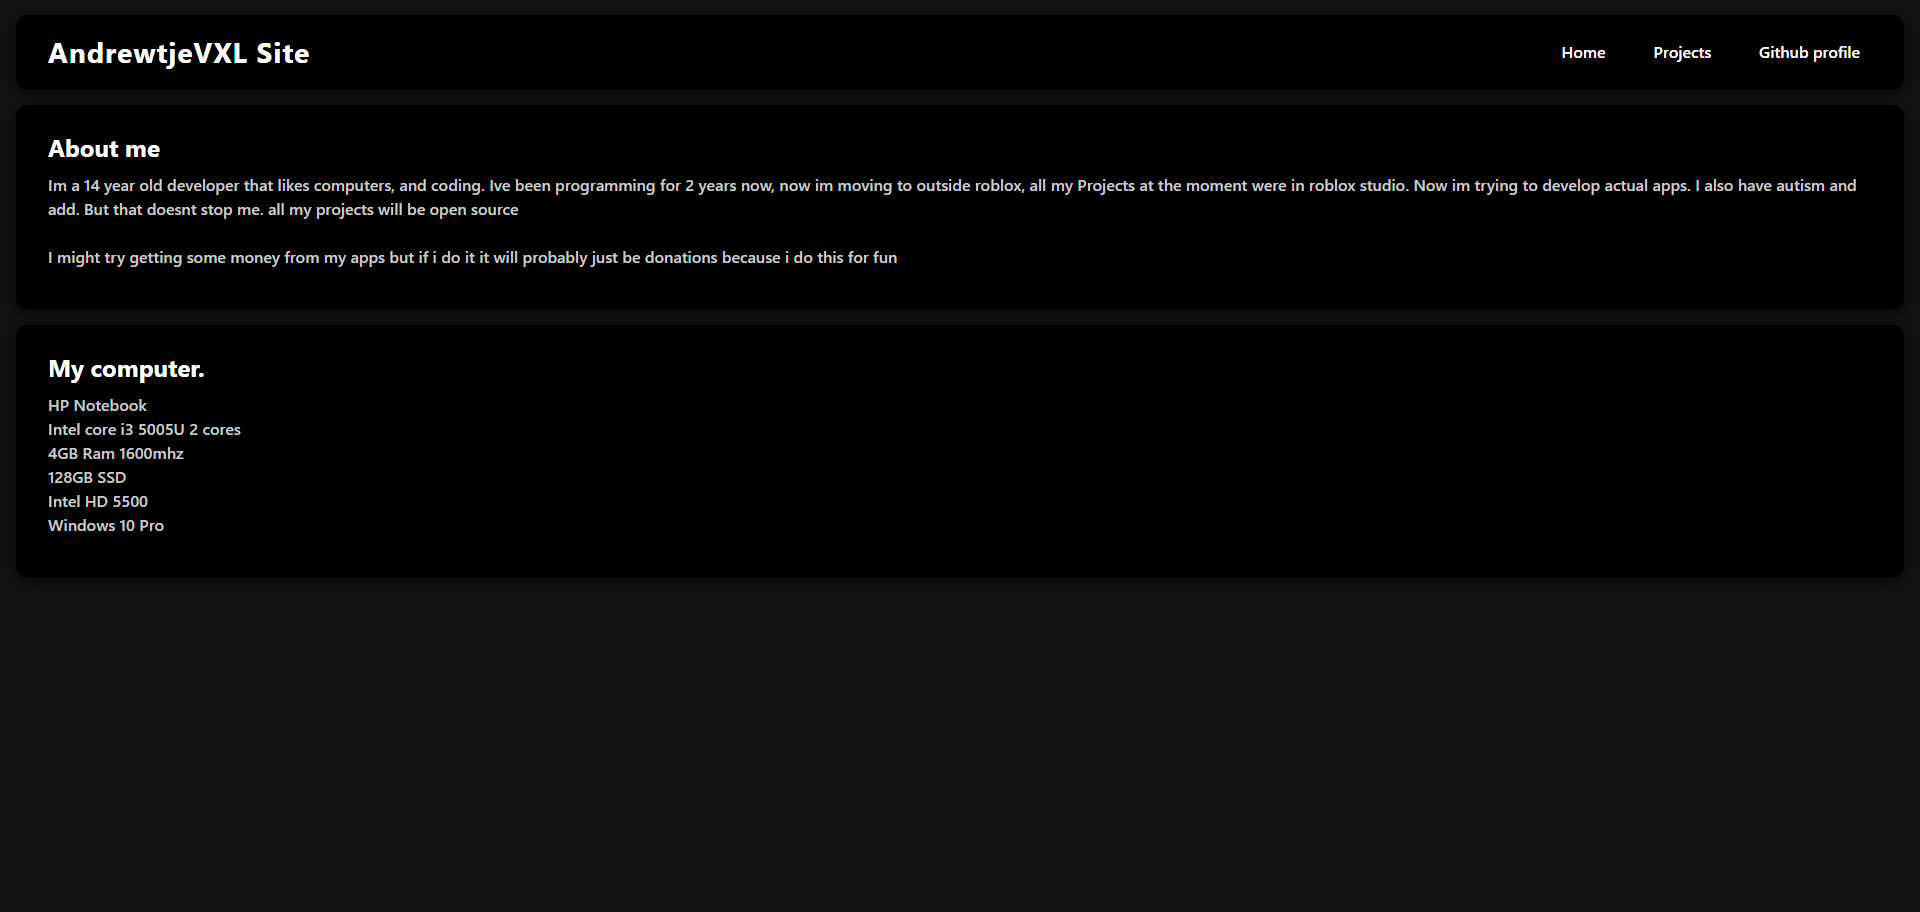 AndrewtjeVXL Site
Home
Projects
Github profile
About me
Im a 14 year old developer that likes computers, and coding. Ive been programming for 2 years now, now im moving to outside roblox, all my Projects at the moment were in roblox studio. Now im trying to develop actual apps. I also have autism and
add. But that doesnt stop me. all my projects will be open source
I might try getting some money from my apps but if i do it it will probably just be donations because i do this for fun
My computer.
HP Notebook
Intel core i3 5005U 2 cores
4GB Ram 1600mhz
128GB SSD
Intel HD 5500
Windows 10 Pro